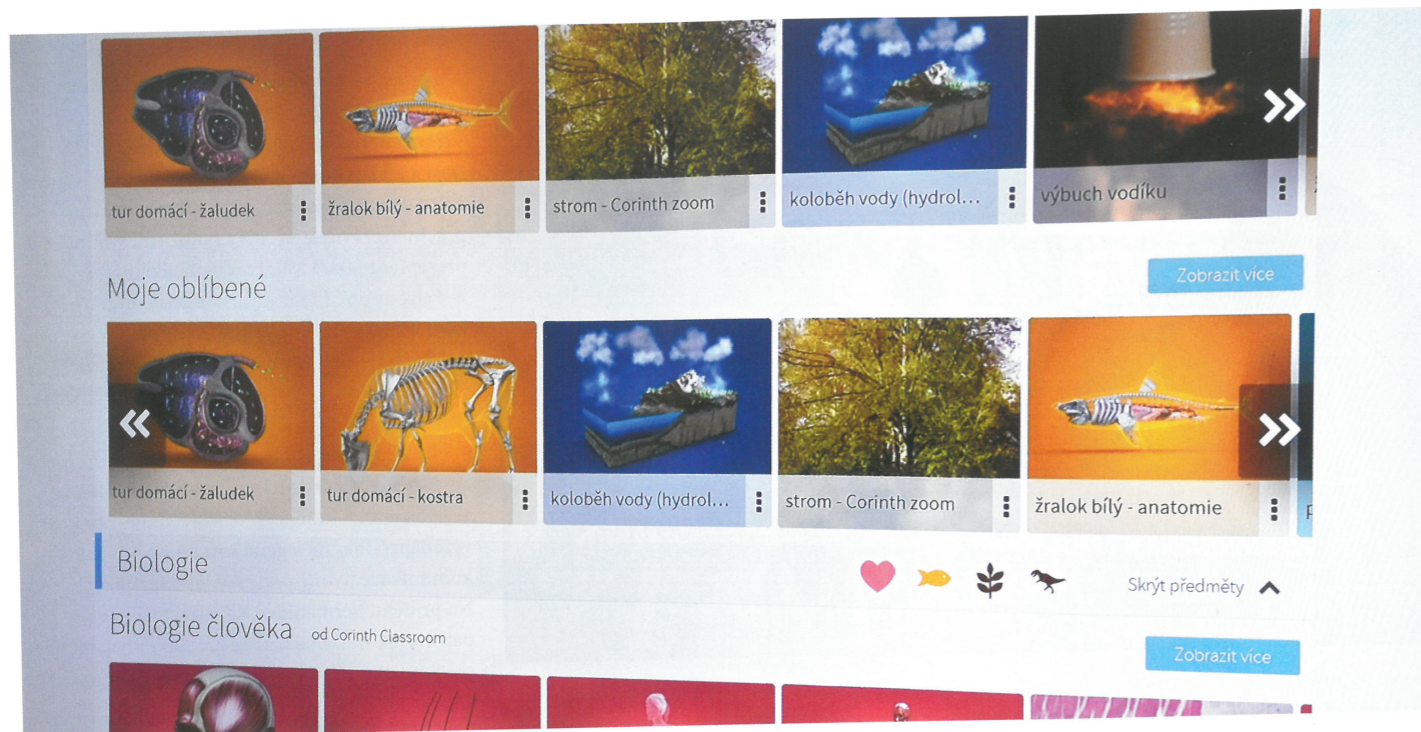 tur domácí - žaludek
žralok bílý - anatomie
strom - Corinth zoom
koloběh vody (hydrol...
výbuch vodíku
Moje oblíbené
Zobrazit více
tur domácí - žaludek
tur domácí - kostra
koloběh vody (hydrol...
strom - Corinth zoom
žralok bílý - anatomie
Biologie
Skrýt předměty
Biologie člověka od Corinth Classroom
Zobrazit více